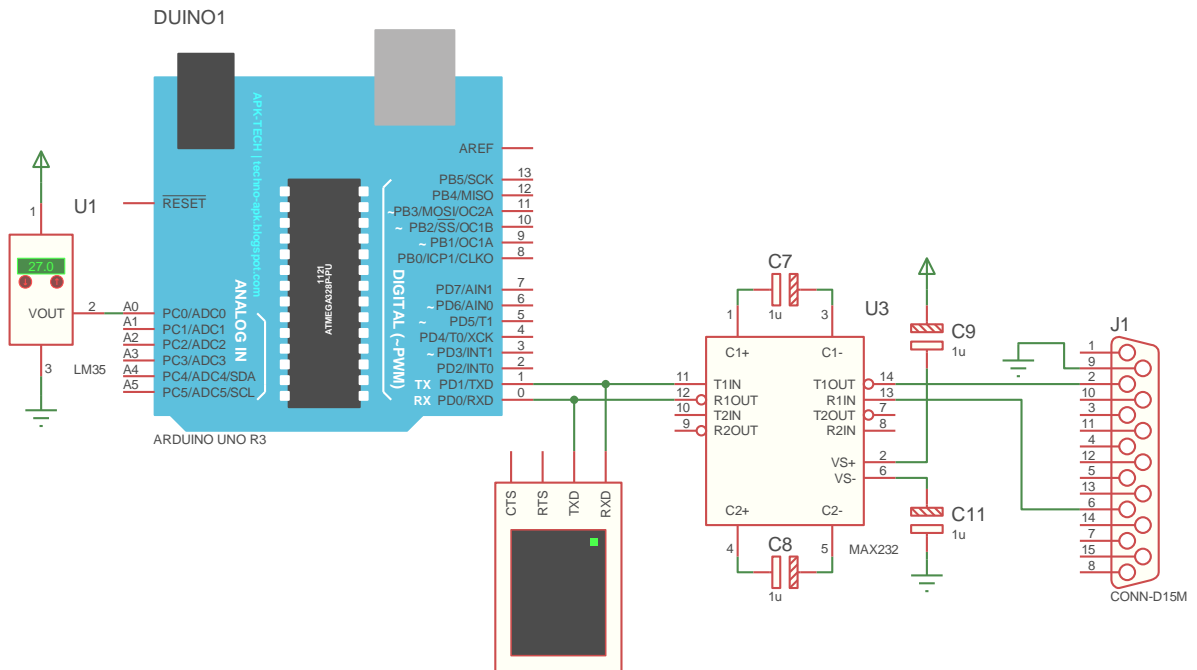 DUINO1
APK-TECH | techno-apk.blogspot.com
AREF
RESET
PB5/SCK 13
PB4/MISO 12
~PB3/MOSI/OC2A 11
~ PB2/SS/OC1B 10
~ PB1/OC1A 9
PB0/ICP1/CLKO 8
PD7/AIN1 7
~PD6/AIN0 6
~ PD5/T1 5
PD4/T0/XCK 4
~PD3/INT1 3
PD2/INT0 2
TX PD1/TXD 1
RX PD0/RXD 0
DIGITAL (~PWM)
1121
ATMEGA328P-PU
ANALOG IN
A0 PC0/ADC0
A1 PC1/ADC1
A2 PC2/ADC2
A3 PC3/ADC3
A4 PC4/ADC4/SDA
A5 PC5/ADC5/SCL
ARDUINO UNO R3
U1
1
27.0
VOUT 2
3
LM35
CTS
RTS
TXD
RXD
C7
1u
1
3
U3
C1+
C1-
11 T1IN
12 R1OUT
10 T2IN
9 R2OUT
T1OUT 14
R1IN 13
T2OUT 7
R2IN 8
VS+ 2
VS- 6
C2+
C2-
4
5
MAX232
C8
1u
C9
1u
C11
1u
J1
1
9
2
10
3
11
4
12
5
13
6
14
7
15
8
CONN-D15M